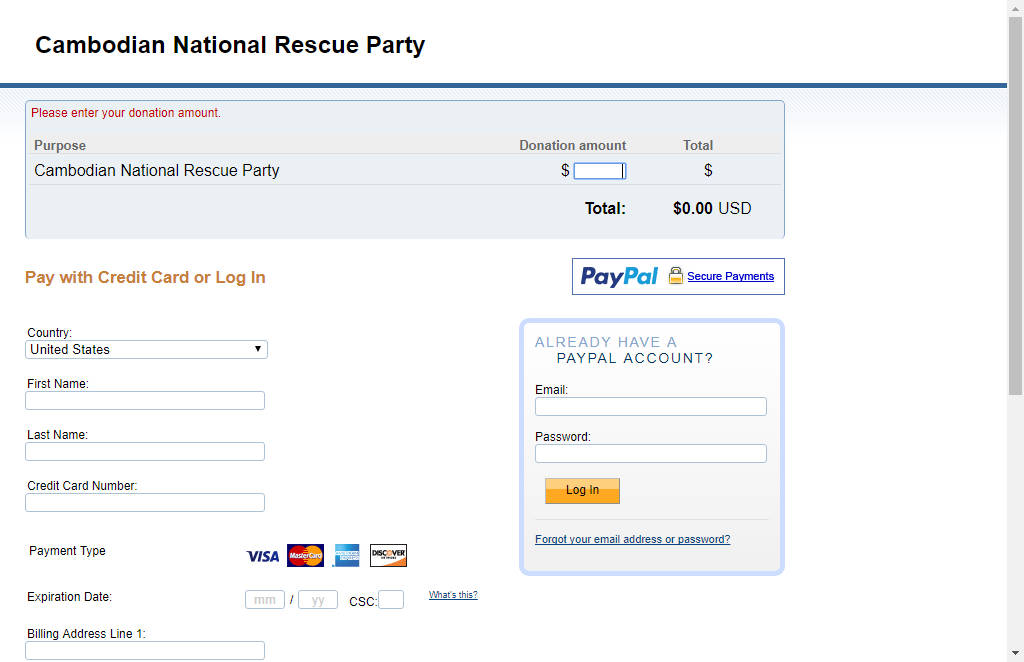 Cambodian National Rescue Party
Please enter your donation amount.
Purpose Donation amount Total
Cambodian National Rescue Party $ $
Total: $0.00 USD
Pay with Credit Card or Log In
PayPal Secure Payments
Country:
United States
First Name:
Last Name:
Credit Card Number:
Payment Type VISA MasterCard AMERICAN EXPRESS DISCOVER NETWORK
Expiration Date: mm / yy CSC: What's this?
Billing Address Line 1:
ALREADY HAVE A
PAYPAL ACCOUNT?
Email:
Password:
Log In
Forgot your email address or password?